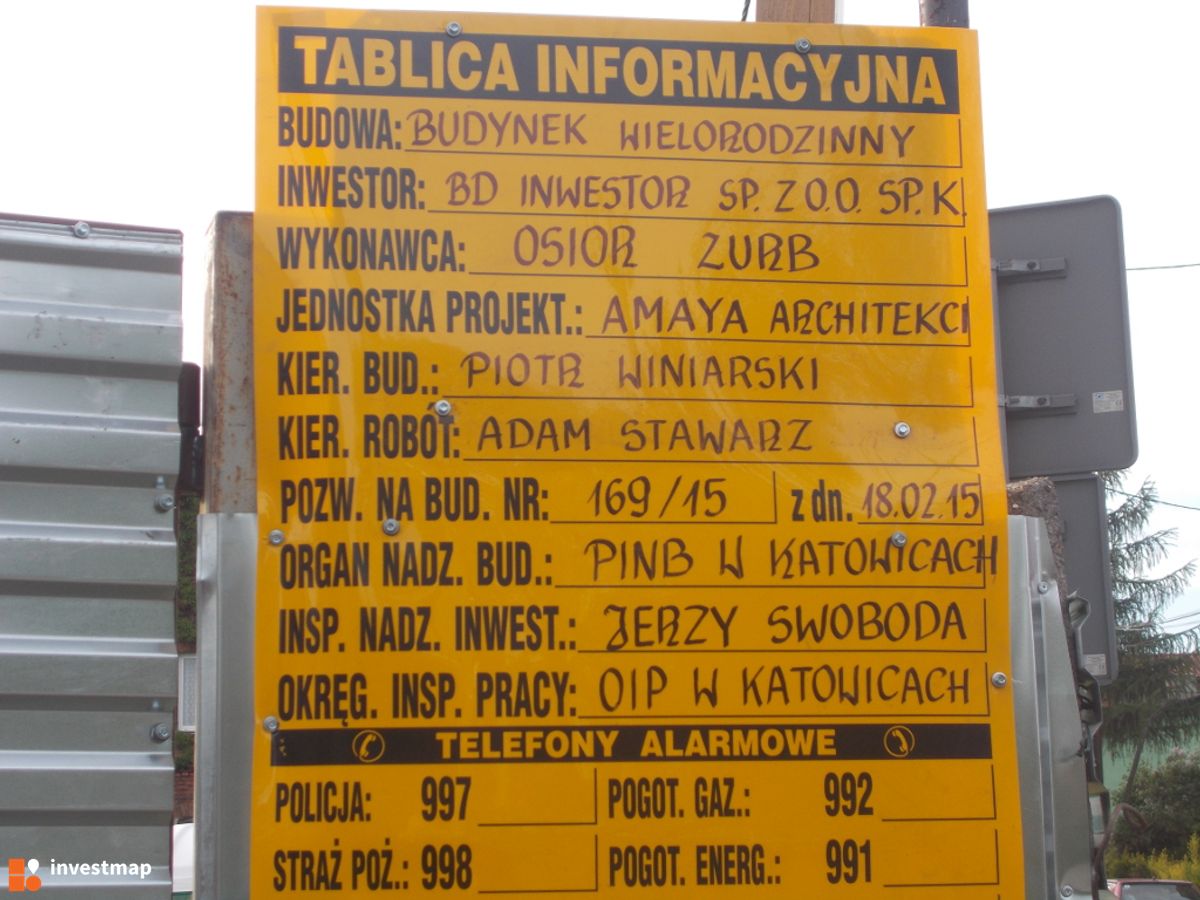 TABLICA INFORMACYJNA
BUDOWA: BUDYNEK WIELORODZINNY
INWESTOR: BD INWESTOR SP. Z O.O. SP. K.
WYKONAWCA: OSIOR ZURB
JEDNOSTKA PROJEKT.: AMAYA ARCHITEKCI
KIER. BUD.: PIOTR WINIARSKI
KIER. ROBÓT: ADAM STAWARZ
POZW. NA BUD. NR: 169/15 z dn. 18.02.15
ORGAN NADZ. BUD.: PINB W KATOWICACH
INSP. NADZ. INWEST.: JERZY SWOBODA
OKRĘG. INSP. PRACY: OIP W KATOWICACH
TELEFONY ALARMOWE
POLICJA: 997 POGOT. GAZ.: 992
STRAŻ POŻ.: 998 POGOT. ENERG.: 991
investmap